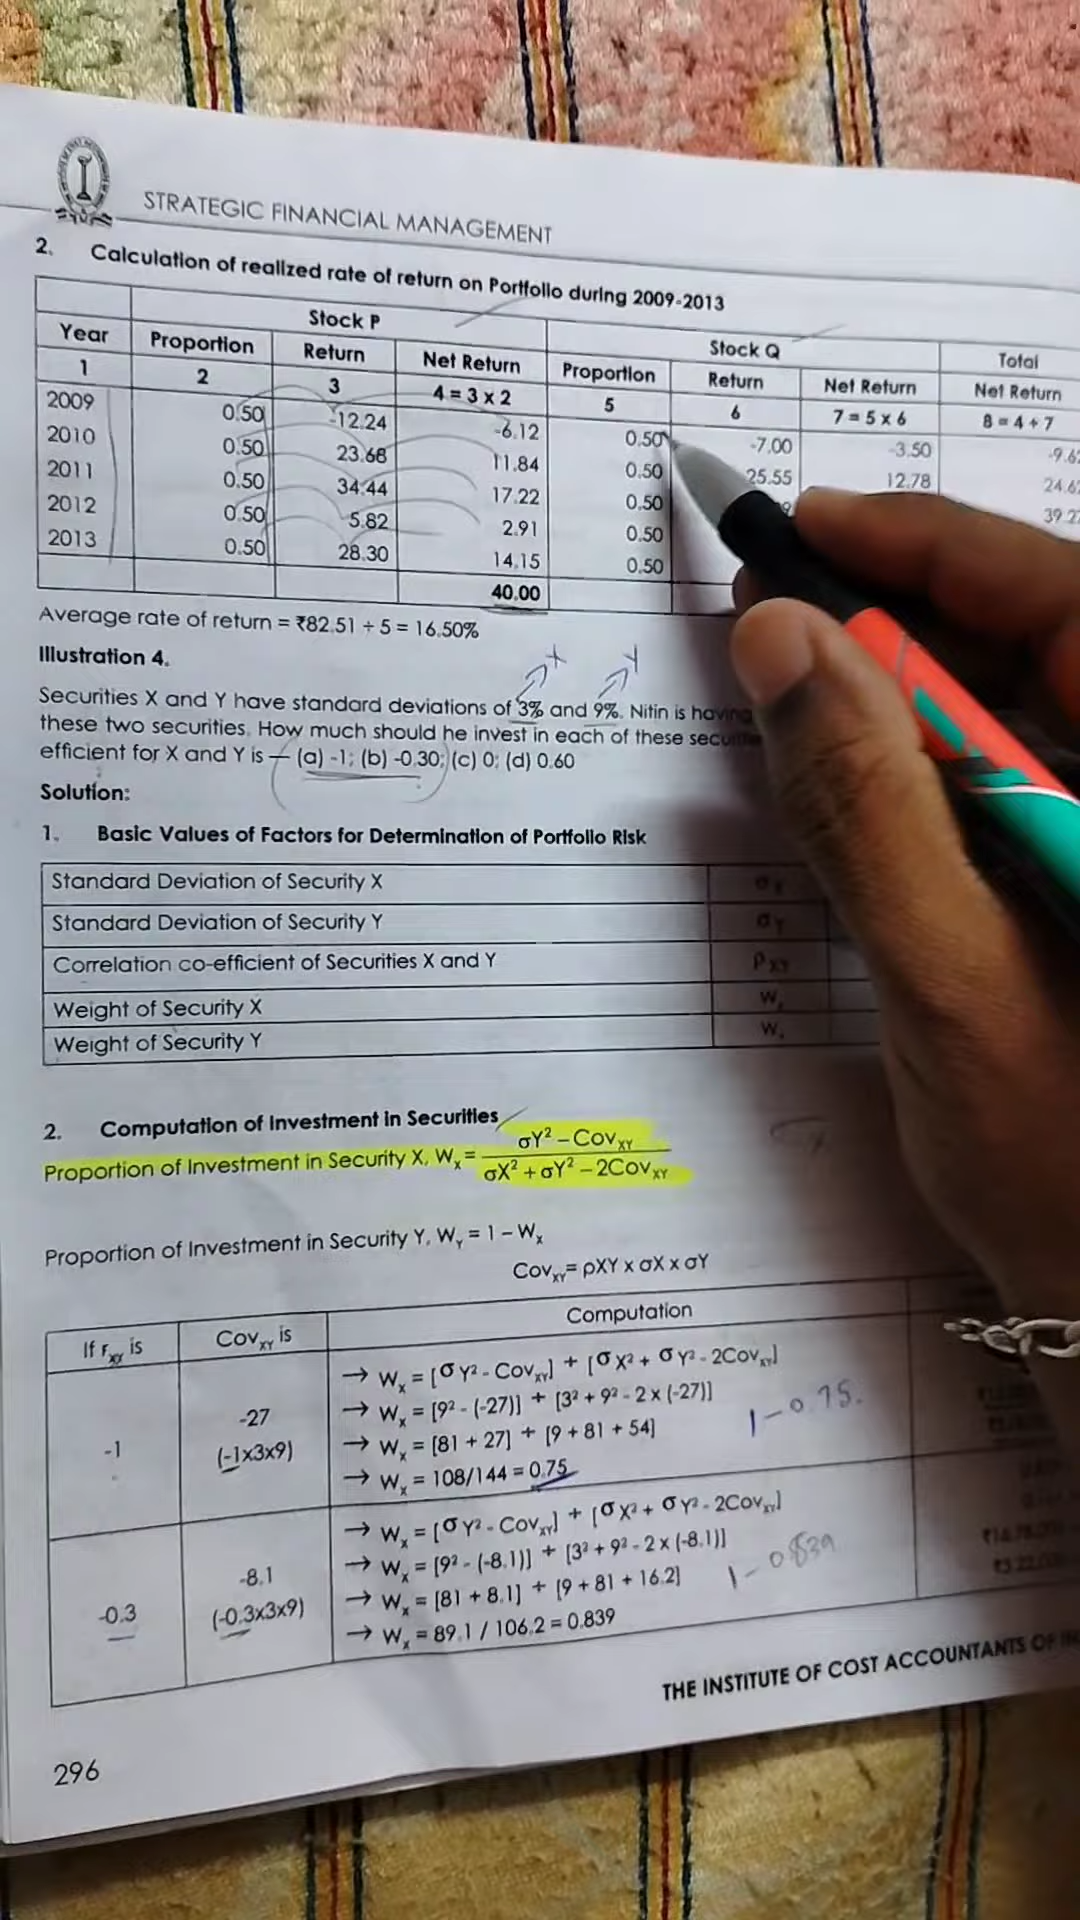 STRATEGIC FINANCIAL MANAGEMENT
2. Calculation of realized rate of return on Portfolio during 2009-2013
Stock P Stock Q
Year Proportion Return Net Return Proportion Return Net Return Total
Net Return
1 2 3 4 = 3 x 2 5 6 7 = 5 x 6 8 = 4 + 7
2009 0.50 -12.24 -6.12 0.50 -7.00 -3.50
2010 0.50 23.68 11.84 0.50 25.55 12.78
2011 0.50 34.44 17.22 0.50
2012 0.50 5.82 2.91 0.50
2013 0.50 28.30 14.15 0.50
40.00
Average rate of return = ₹82.51 ÷ 5 = 16.50%
X Y
Illustration 4.
Securities X and Y have standard deviations of 3% and 9%. Nitin is having
these two securities. How much should he invest in each of these
efficient for X and Y is — (a) -1; (b) -0.30; (c) 0; (d) 0.60
Solution:
1. Basic Values of Factors for Determination of Portfolio Risk
Standard Deviation of Security X
Standard Deviation of Security Y
Correlation co-efficient of Securities X and Y ρXY
Weight of Security X
Weight of Security Y
2. Computation of Investment in Securities
Proportion of Investment in Security X, Wx = σY² – CovXY
σX² + σY² – 2CovXY
Proportion of Investment in Security Y, WY = 1 – Wx
CovXY = ρXY x σX x σY
If rXY is CovXY is Computation
-1 -27 (-1x3x9)
→ Wx = [σY² - CovXY] ÷ [σX² + σY² - 2CovXY]
→ Wx = [9² - (-27)] ÷ [3² + 9² - 2 x (-27)]
→ Wx = [81 + 27] ÷ [9 + 81 + 54]
→ Wx = 108/144 = 0.75
1 – 0.75.
-0.3 -8.1 (-0.3x3x9)
→ Wx = [σY² - CovXY] ÷ [σX² + σY² - 2CovXY]
→ Wx = [9² - (-8.1)] ÷ [3² + 9² - 2 x (-8.1)]
→ Wx = [81 + 8.1] ÷ [9 + 81 + 16.2]
→ Wx = 89.1 / 106.2 = 0.839
1 – 0.839
THE INSTITUTE OF COST ACCOUNTANTS OF
296